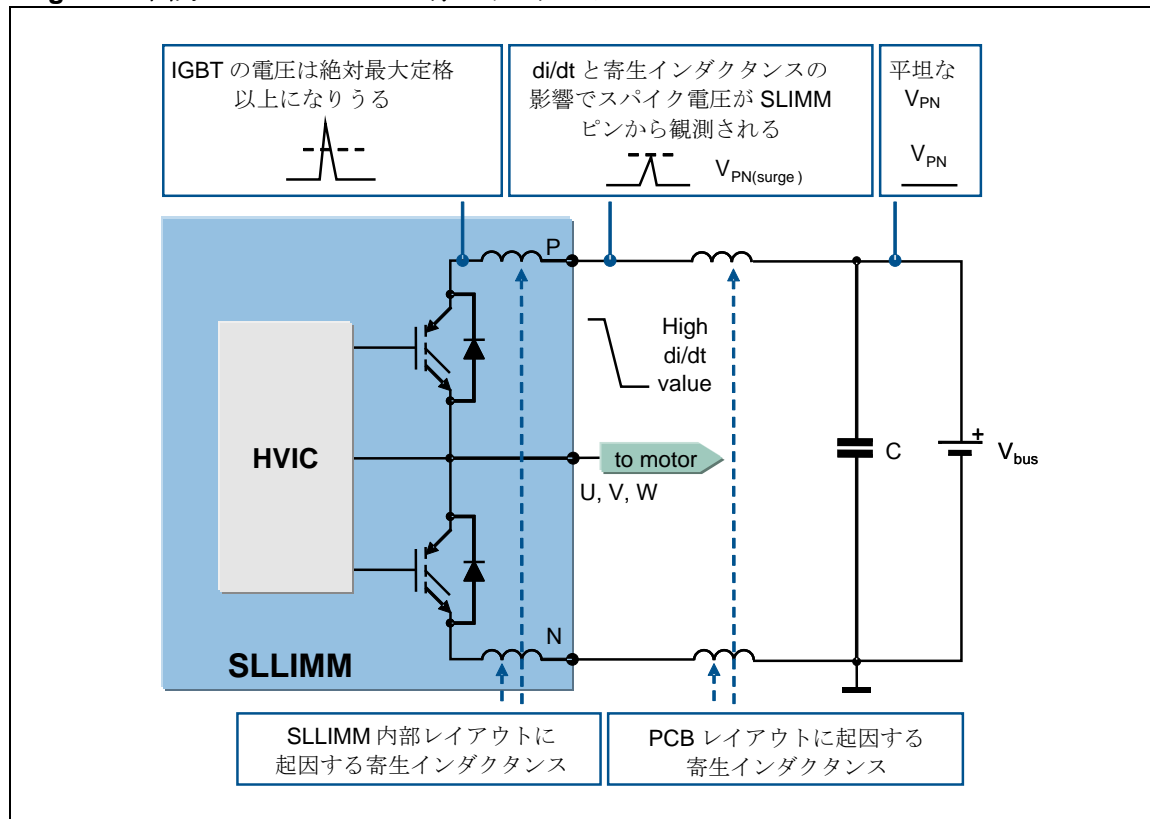 IGBT の電圧は絶対最大定格
以上になりうる
di/dt と寄生インダクタンスの
影響でスパイク電圧が SLIMM
ピンから観測される
VPN(surge)
平坦な
VPN
VPN
P
High
di/dt
value
HVIC
to motor
U, V, W
C
+
Vbus
N
SLLIMM
SLLIMM 内部レイアウトに
起因する寄生インダクタンス
PCB レイアウトに起因する
寄生インダクタンス